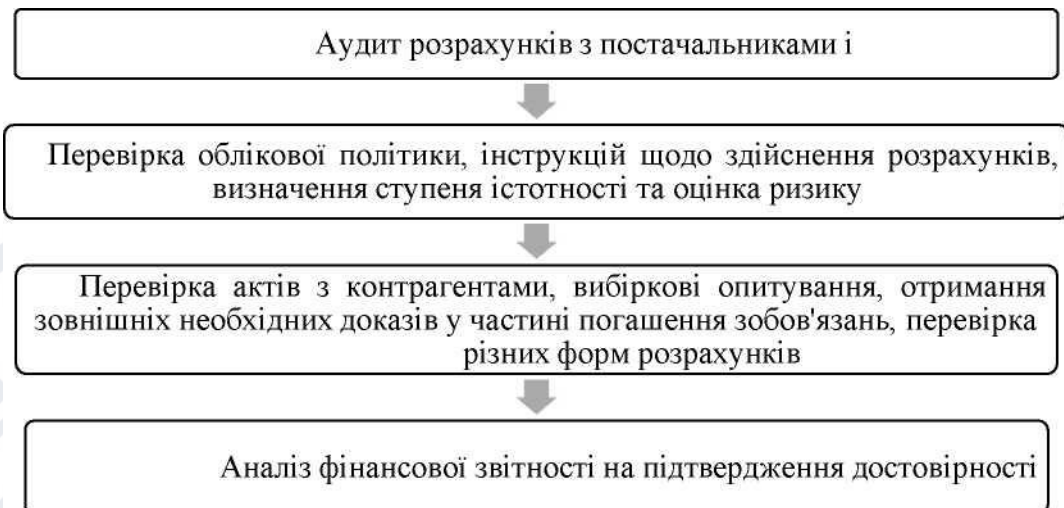 Аудит розрахунків з постачальниками і
Перевірка облікової політики, інструкцій щодо здійснення розрахунків,
визначення ступеня істотності та оцінка ризику
Перевірка актів з контрагентами, вибіркові опитування, отримання
зовнішніх необхідних доказів у частині погашення зобов'язань, перевірка
різних форм розрахунків
Аналіз фінансової звітності на підтвердження достовірності